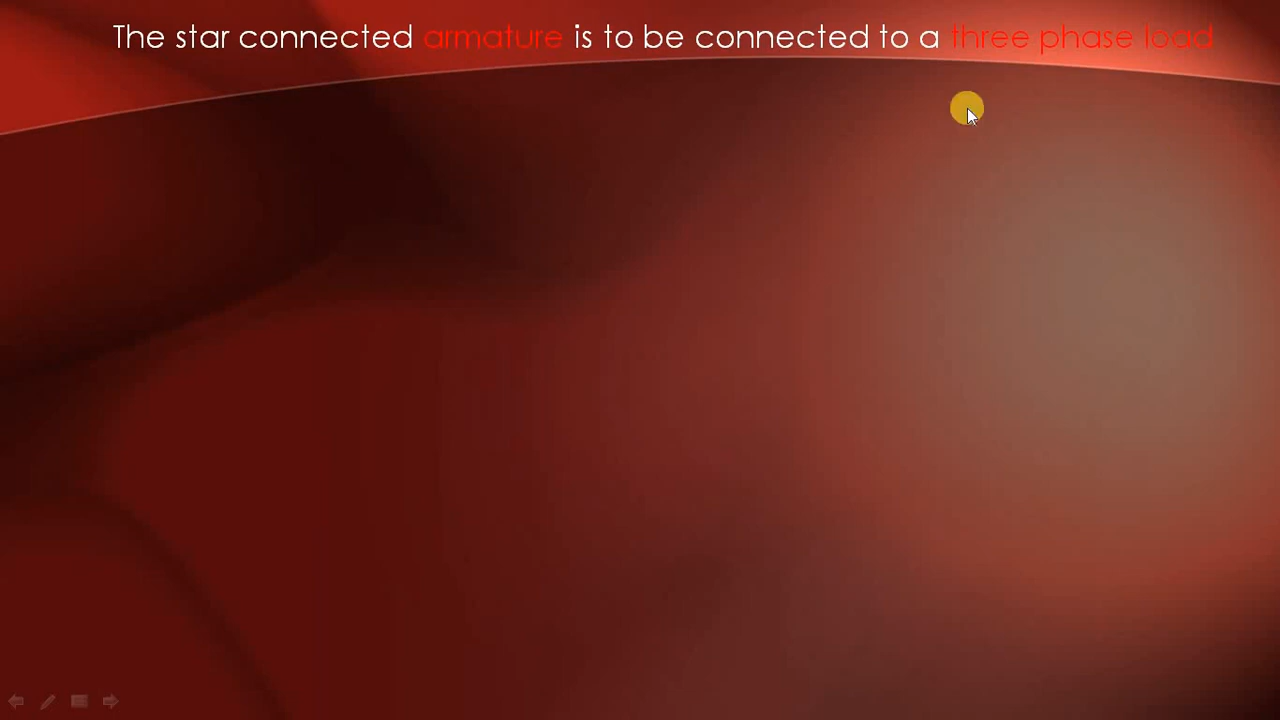 The star connected armature is to be connected to a three phase load